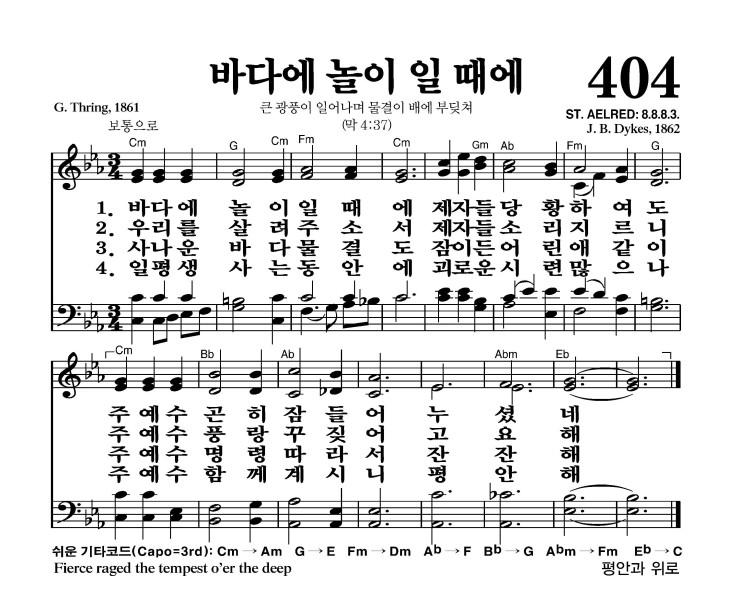 바다에 놀이 일 때에
404
G. Thring, 1861
큰 광풍이 일어나며 물결이 배에 부딪쳐
ST. AELRED: 8.8.8.3.
보통으로
(막 4:37)
J. B. Dykes, 1862
Cm G Cm Fm Cm Gm Ab Fm G
1. 바다에 놀이일 때 에 제자들당 황하 여도
2. 우리를 살려주 소 서 제자들소 리지 르니
3. 사나운 바다물 결 도 잠이든어 린애 같이
4. 일평생 사는동 안 에 괴로운시 련많 으나
Cm Bb Ab Abm Eb
주 예수 곤 히 잠 들 어 누 셨 네
주 예수 풍 랑 꾸 짖 어 고 요 해
주 예수 명 령 따 라 서 잔 잔 해
주 예수 함 께 계 시 니 평 안 해
쉬운 기타코드(Capo=3rd): Cm → Am G → E Fm → Dm Ab → F Bb → G Abm → Fm Eb → C
Fierce raged the tempest o'er the deep
평안과 위로